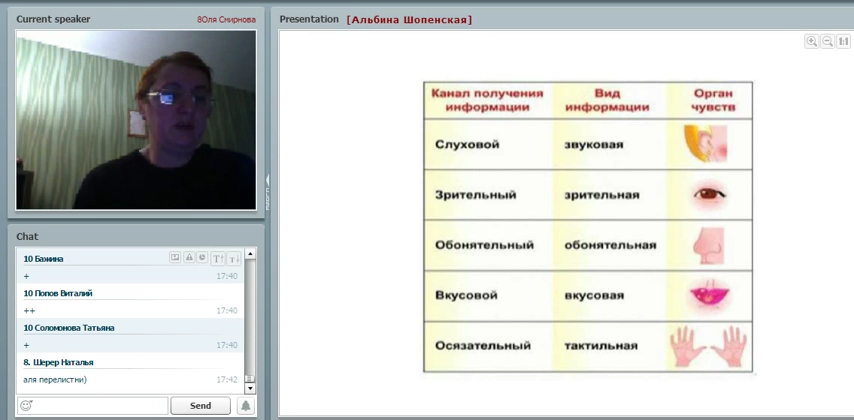 Current speaker
8Оля Смирнова
Presentation
[Альбина Шопенская]
1:1
Канал получения информации
Вид информации
Орган чувств
Слуховой
звуковая
Зрительный
зрительная
Обонятельный
обонятельная
Вкусовой
вкусовая
Осязательный
тактильная
Chat
10 Бажина
+
17:40
10 Попов Виталий
++
17:40
10 Соломонова Татьяна
+
17:40
8. Шерер Наталья
аля перелистни)
17:42
Send